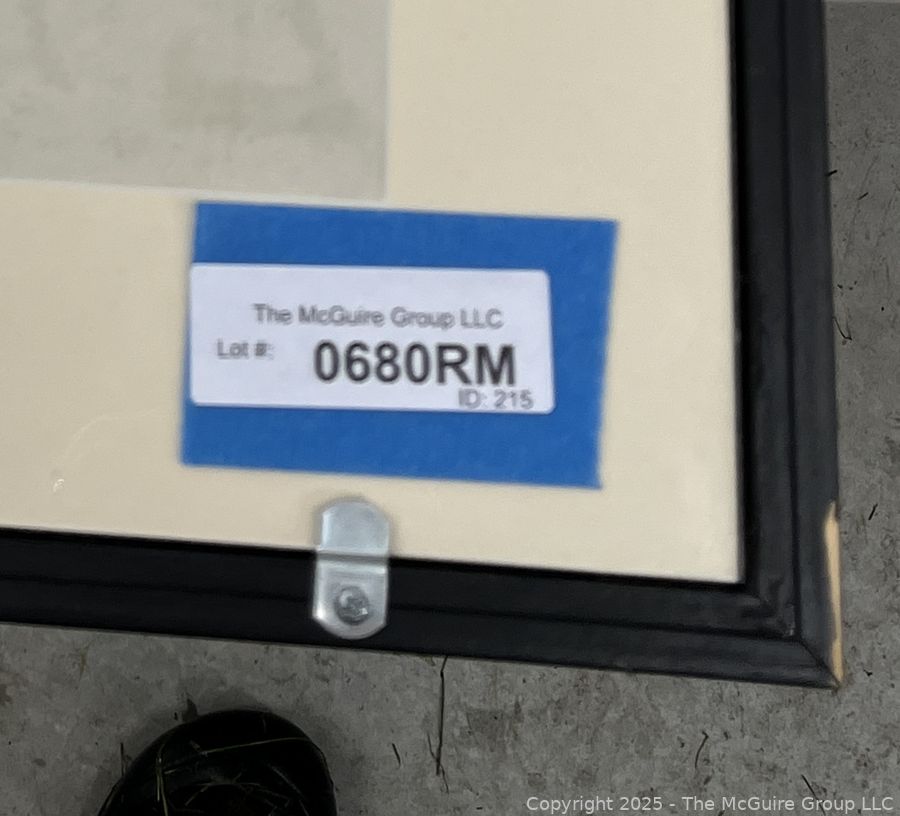 The McGuire Group LLC
Lot #: 0680RM
ID: 215
Copyright 2025 - The McGuire Group LLC